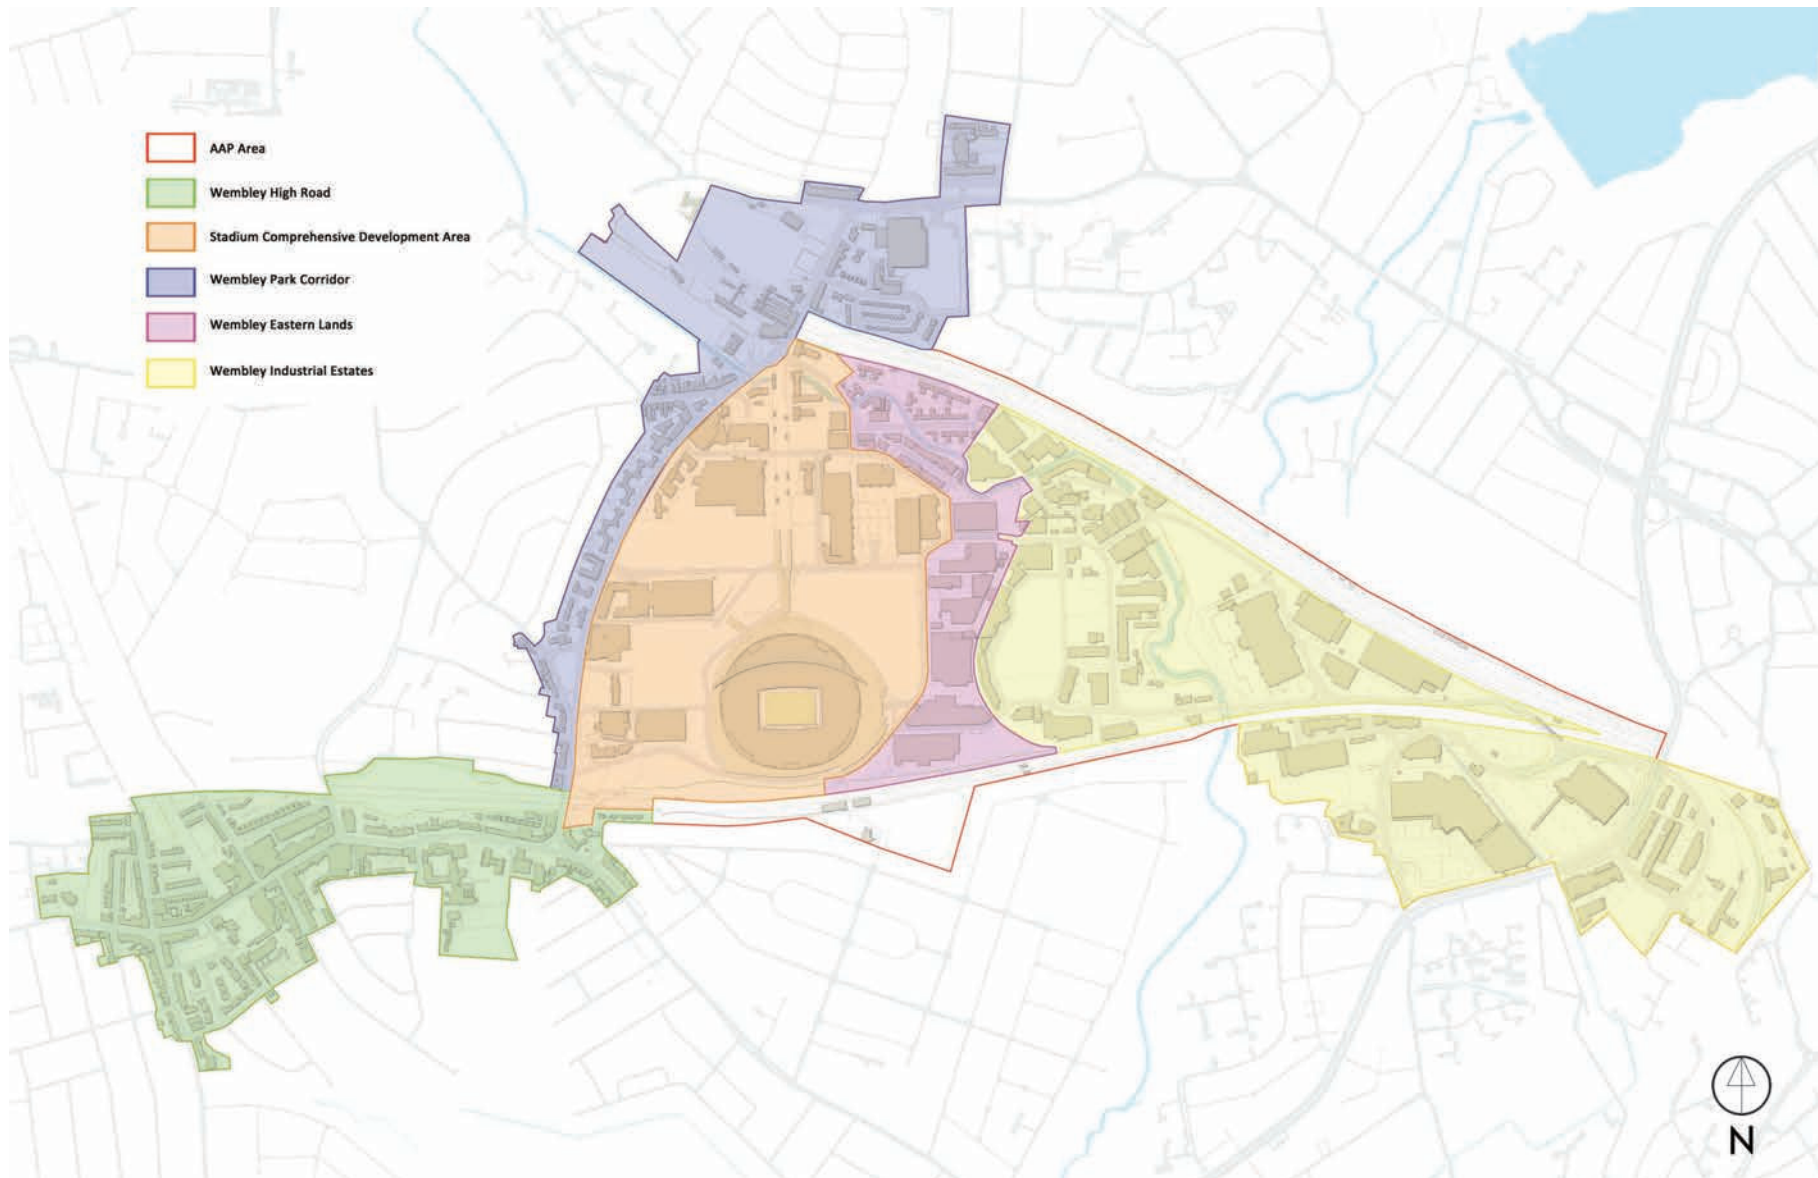 AAP Area
Wembley High Road
Stadium Comprehensive Development Area
Wembley Park Corridor
Wembley Eastern Lands
Wembley Industrial Estates
N